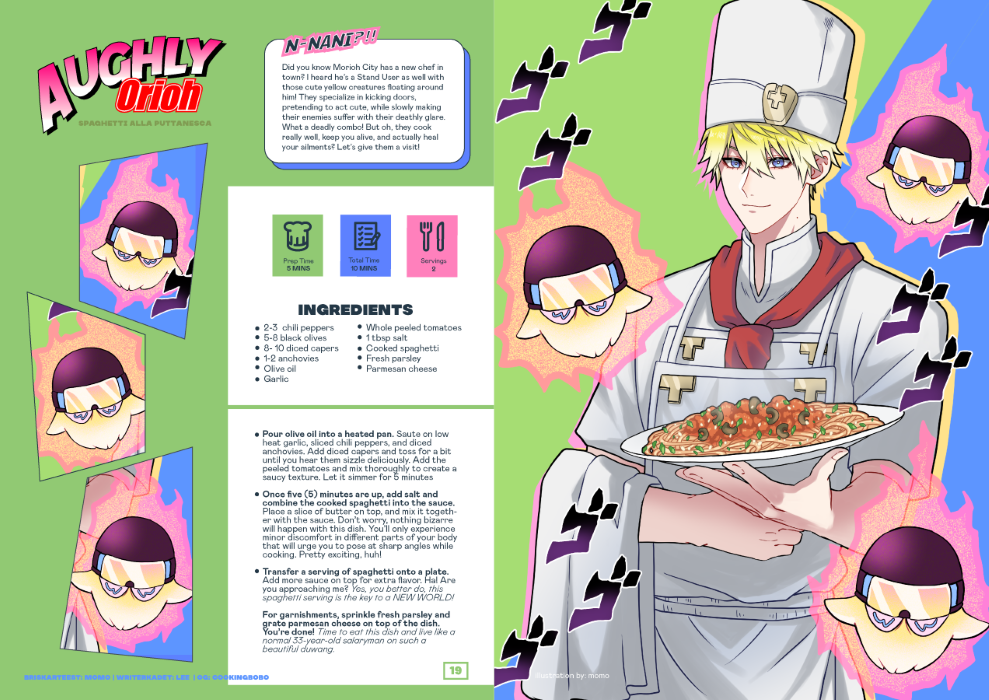 AUGHLY
Orioh
SPAGHETTI ALLA PUTTANESCA
N-NANI?!!
Did you know Morioh City has a new chef in
town? I heard he's a Stand User as well with
those cute yellow creatures floating around
him! They specialize in kicking doors,
pretending to act cute, while slowly making
their enemies suffer with their deathly glare.
What a deadly combo! But oh, they cook
really well, keep you alive, and actually heal
your ailments? Let's give them a visit!
Prep Time
5 MINS
Total Time
10 MINS
Servings
2
INGREDIENTS
• 2-3 chili peppers
• 5-8 black olives
• 8- 10 diced capers
• 1-2 anchovies
• Olive oil
• Garlic
• Whole peeled tomatoes
• 1 tbsp salt
• Cooked spaghetti
• Fresh parsley
• Parmesan cheese
• Pour olive oil into a heated pan. Saute on low
heat garlic, sliced chili peppers, and diced
anchovies. Add diced capers and toss for a bit
until you hear them sizzle deliciously. Add the
peeled tomatoes and mix thoroughly to create a
saucy texture. Let it simmer for 5 minutes
• Once five (5) minutes are up, add salt and
combine the cooked spaghetti into the sauce.
Place a slice of butter on top, and mix it togeth-
er with the sauce. Don't worry, nothing bizarre
will happen with this dish. You'll only experience
minor discomfort in different parts of your body
that will urge you to pose at sharp angles while
cooking. Pretty exciting, huh!
• Transfer a serving of spaghetti onto a plate.
Add more sauce on top for extra flavor. Ha! Are
you approaching me? Yes, you better do, this
spaghetti serving is the key to a NEW WORLD!
For garnishments, sprinkle fresh parsley and
grate parmesan cheese on top of the dish.
You're done! Time to eat this dish and live like a
normal 33-year-old salaryman on such a
beautiful duwang.
19
BRISKARTEEST: MOMO | WRITERKADET: LEE | OG: COOKINGBOBO
illustration by: momo
ゴ
ゴ
ゴ
ゴ
ゴ
ゴ
ゴ
ゴ
ゴ